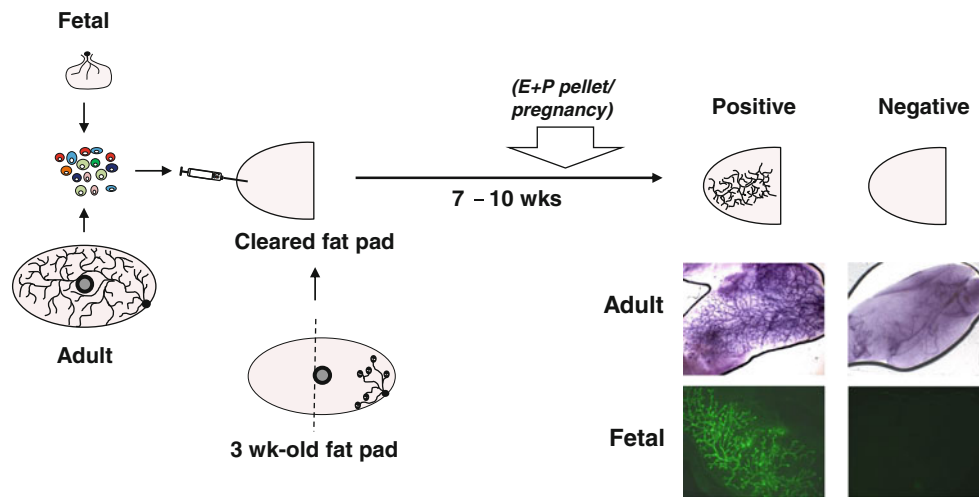 Fetal
(E+P pellet/
pregnancy)
Positive
Negative
7 – 10 wks
Cleared fat pad
Adult
Adult
3 wk-old fat pad
Fetal